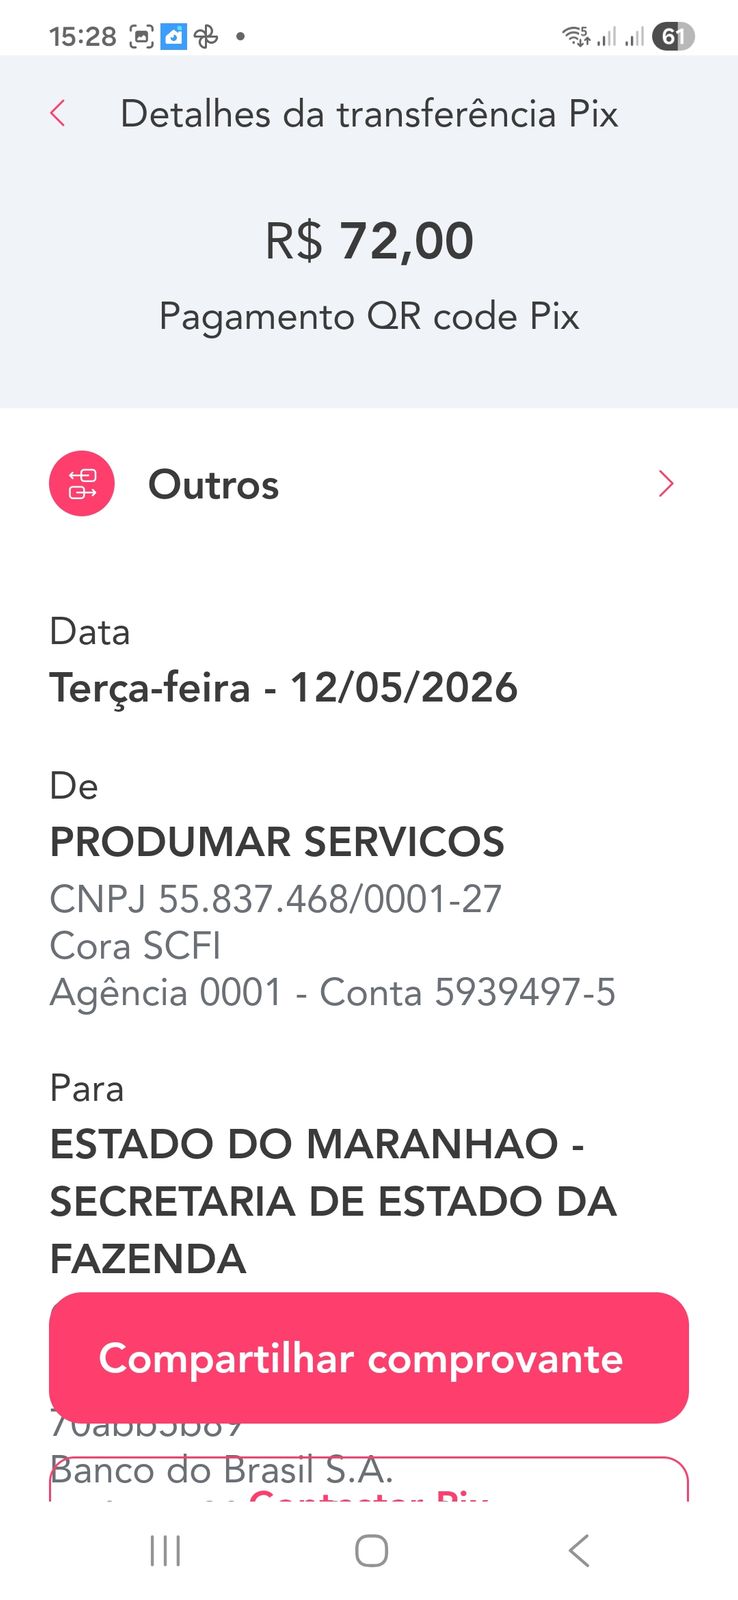 15:28
61
Detalhes da transferência Pix
R$ 72,00
Pagamento QR code Pix
Outros
Data
Terça-feira - 12/05/2026
De
PRODUMAR SERVICOS
CNPJ 55.837.468/0001-27
Cora SCFI
Agência 0001 - Conta 5939497-5
Para
ESTADO DO MARANHAO -
SECRETARIA DE ESTADO DA
FAZENDA
Compartilhar comprovante
Banco do Brasil S.A.